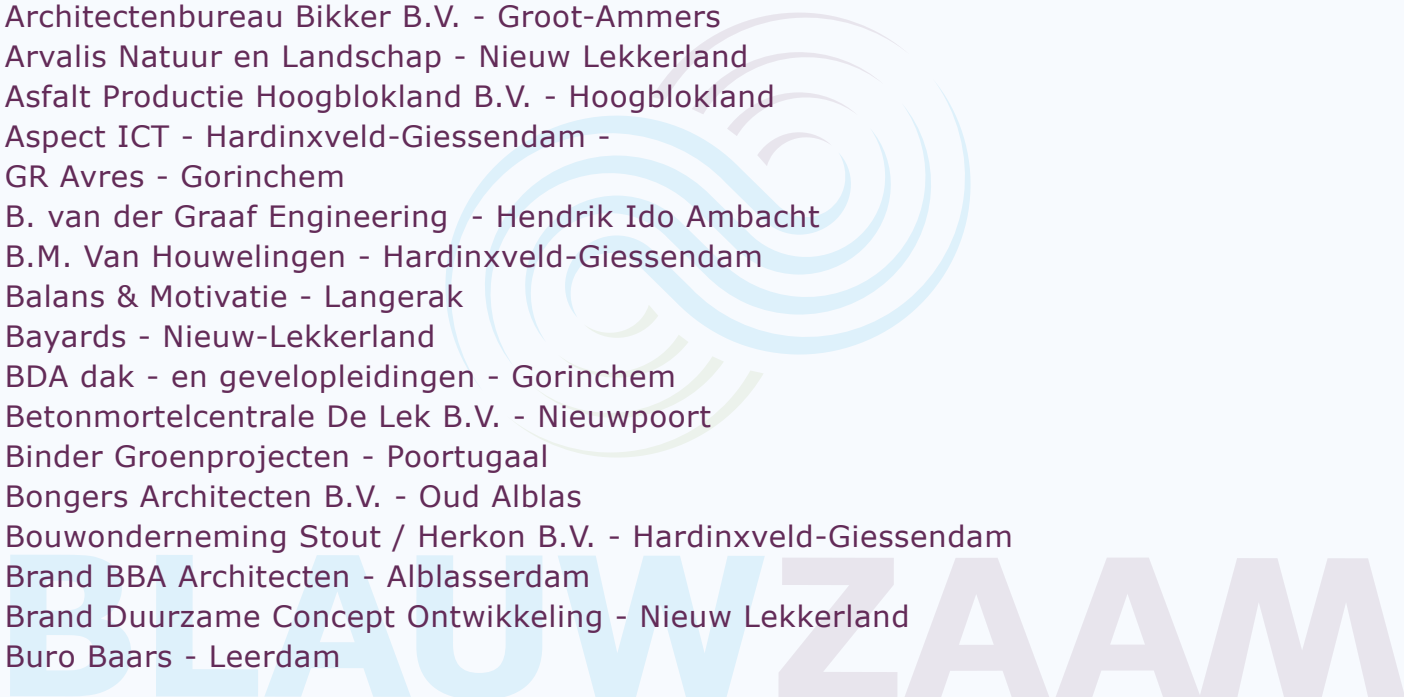 Architectenbureau Bikker B.V. - Groot-Ammers
Arvalis Natuur en Landschap - Nieuw Lekkerland
Asfalt Productie Hoogblokland B.V. - Hoogblokland
Aspect ICT - Hardinxveld-Giessendam -
GR Avres - Gorinchem
B. van der Graaf Engineering  - Hendrik Ido Ambacht
B.M. Van Houwelingen - Hardinxveld-Giessendam
Balans & Motivatie - Langerak
Bayards - Nieuw-Lekkerland
BDA dak - en gevelopleidingen - Gorinchem
Betonmortelcentrale De Lek B.V. - Nieuwpoort
Binder Groenprojecten - Poortugaal
Bongers Architecten B.V. - Oud Alblas
Bouwonderneming Stout / Herkon B.V. - Hardinxveld-Giessendam
Brand BBA Architecten - Alblasserdam
Brand Duurzame Concept Ontwikkeling - Nieuw Lekkerland
Buro Baars - Leerdam
BLAUWZAAM